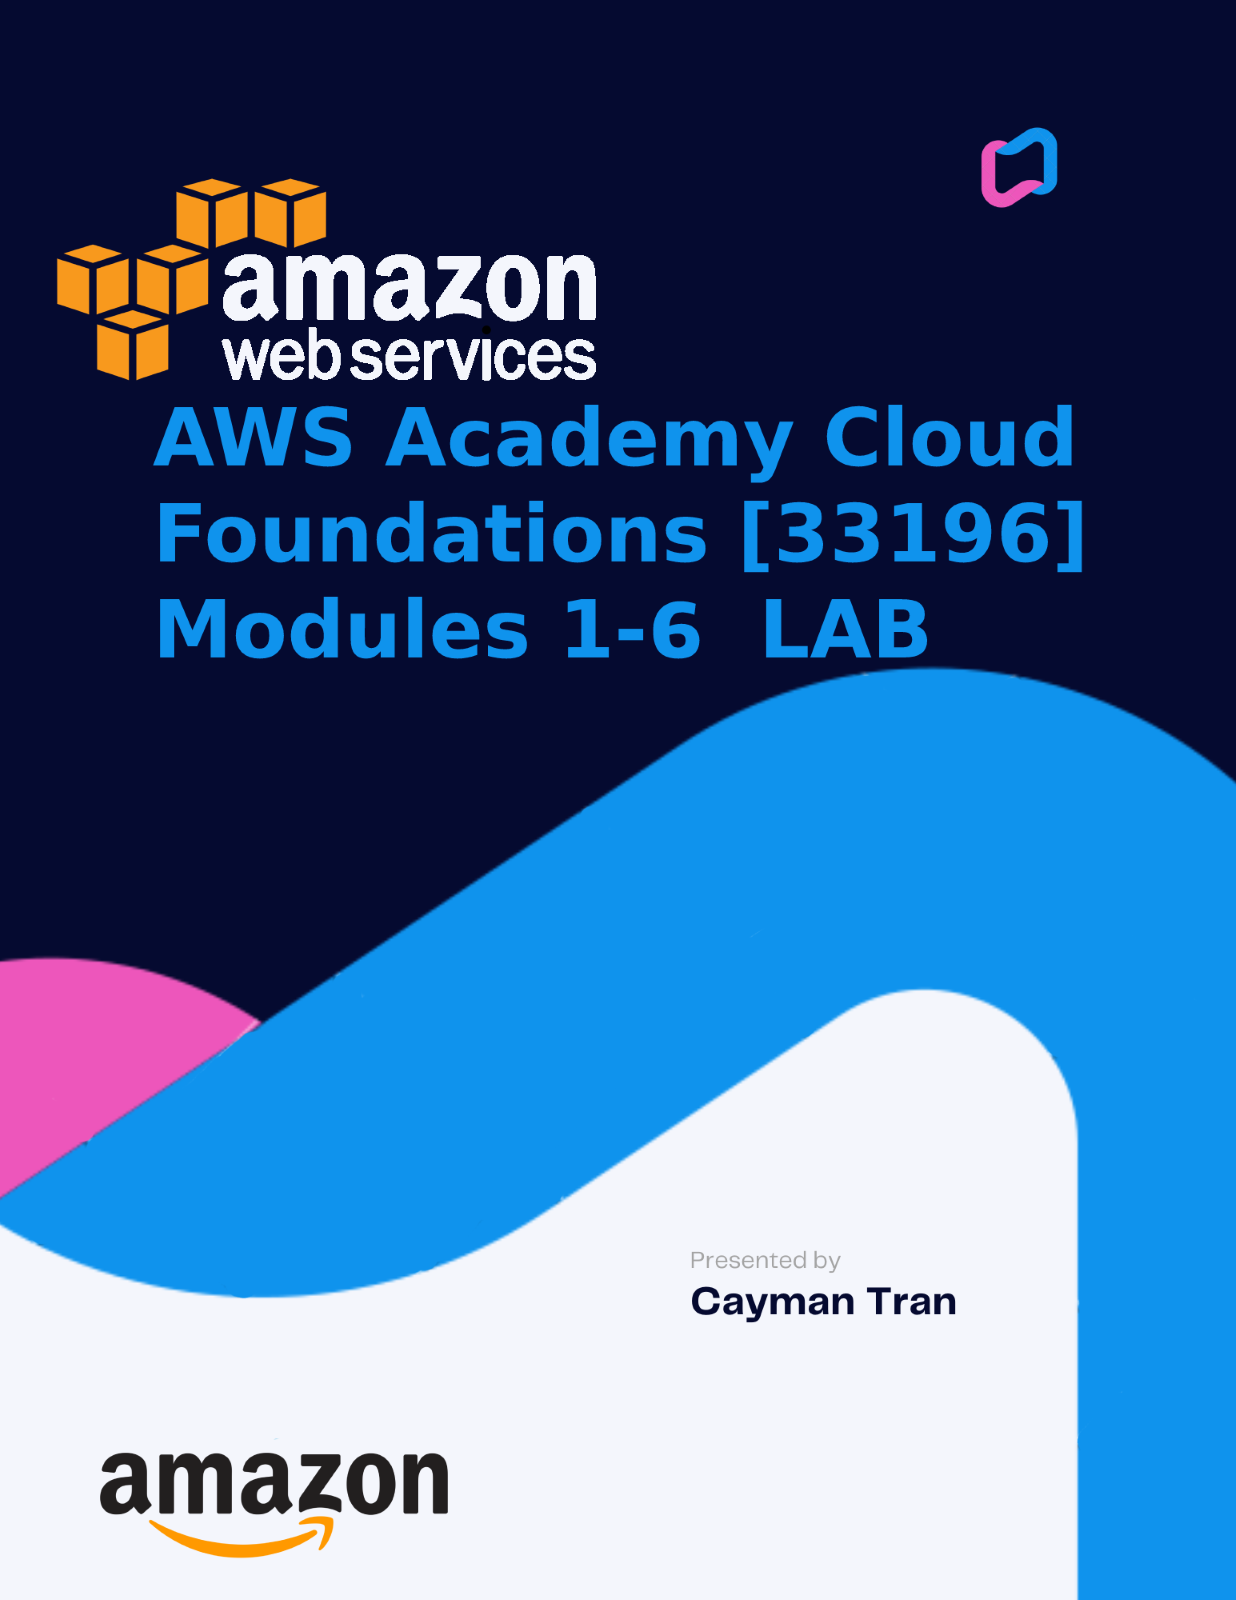 amazon
web services
AWS Academy Cloud
Foundations [33196]
Modules 1-6 LAB
Presented by
Cayman Tran
amazon